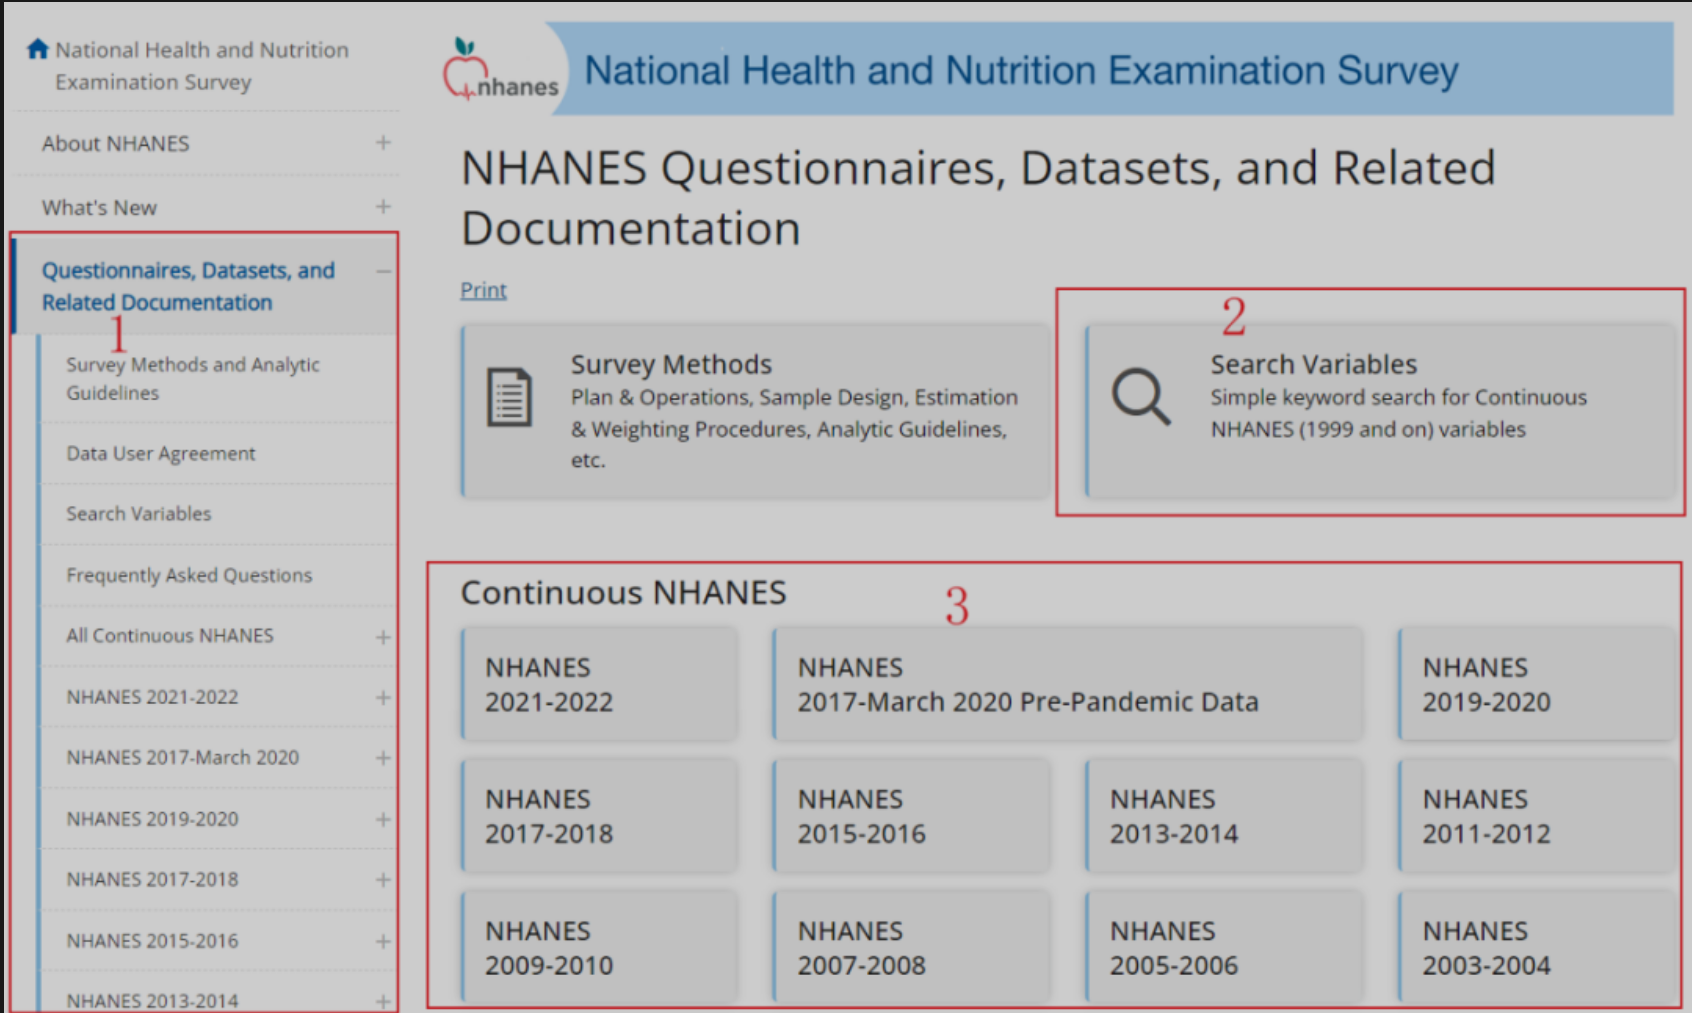 National Health and Nutrition
Examination Survey
About NHANES
What's New
Questionnaires, Datasets, and
Related Documentation
1
Survey Methods and Analytic
Guidelines
Data User Agreement
Search Variables
Frequently Asked Questions
All Continuous NHANES
NHANES 2021-2022
NHANES 2017-March 2020
NHANES 2019-2020
NHANES 2017-2018
NHANES 2015-2016
NHANES 2013-2014
nhanes
National Health and Nutrition Examination Survey
NHANES Questionnaires, Datasets, and Related
Documentation
Print
Survey Methods
Plan & Operations, Sample Design, Estimation
& Weighting Procedures, Analytic Guidelines,
etc.
2
Search Variables
Simple keyword search for Continuous
NHANES (1999 and on) variables
Continuous NHANES
3
NHANES
2021-2022
NHANES
2017-March 2020 Pre-Pandemic Data
NHANES
2019-2020
NHANES
2017-2018
NHANES
2015-2016
NHANES
2013-2014
NHANES
2011-2012
NHANES
2009-2010
NHANES
2007-2008
NHANES
2005-2006
NHANES
2003-2004